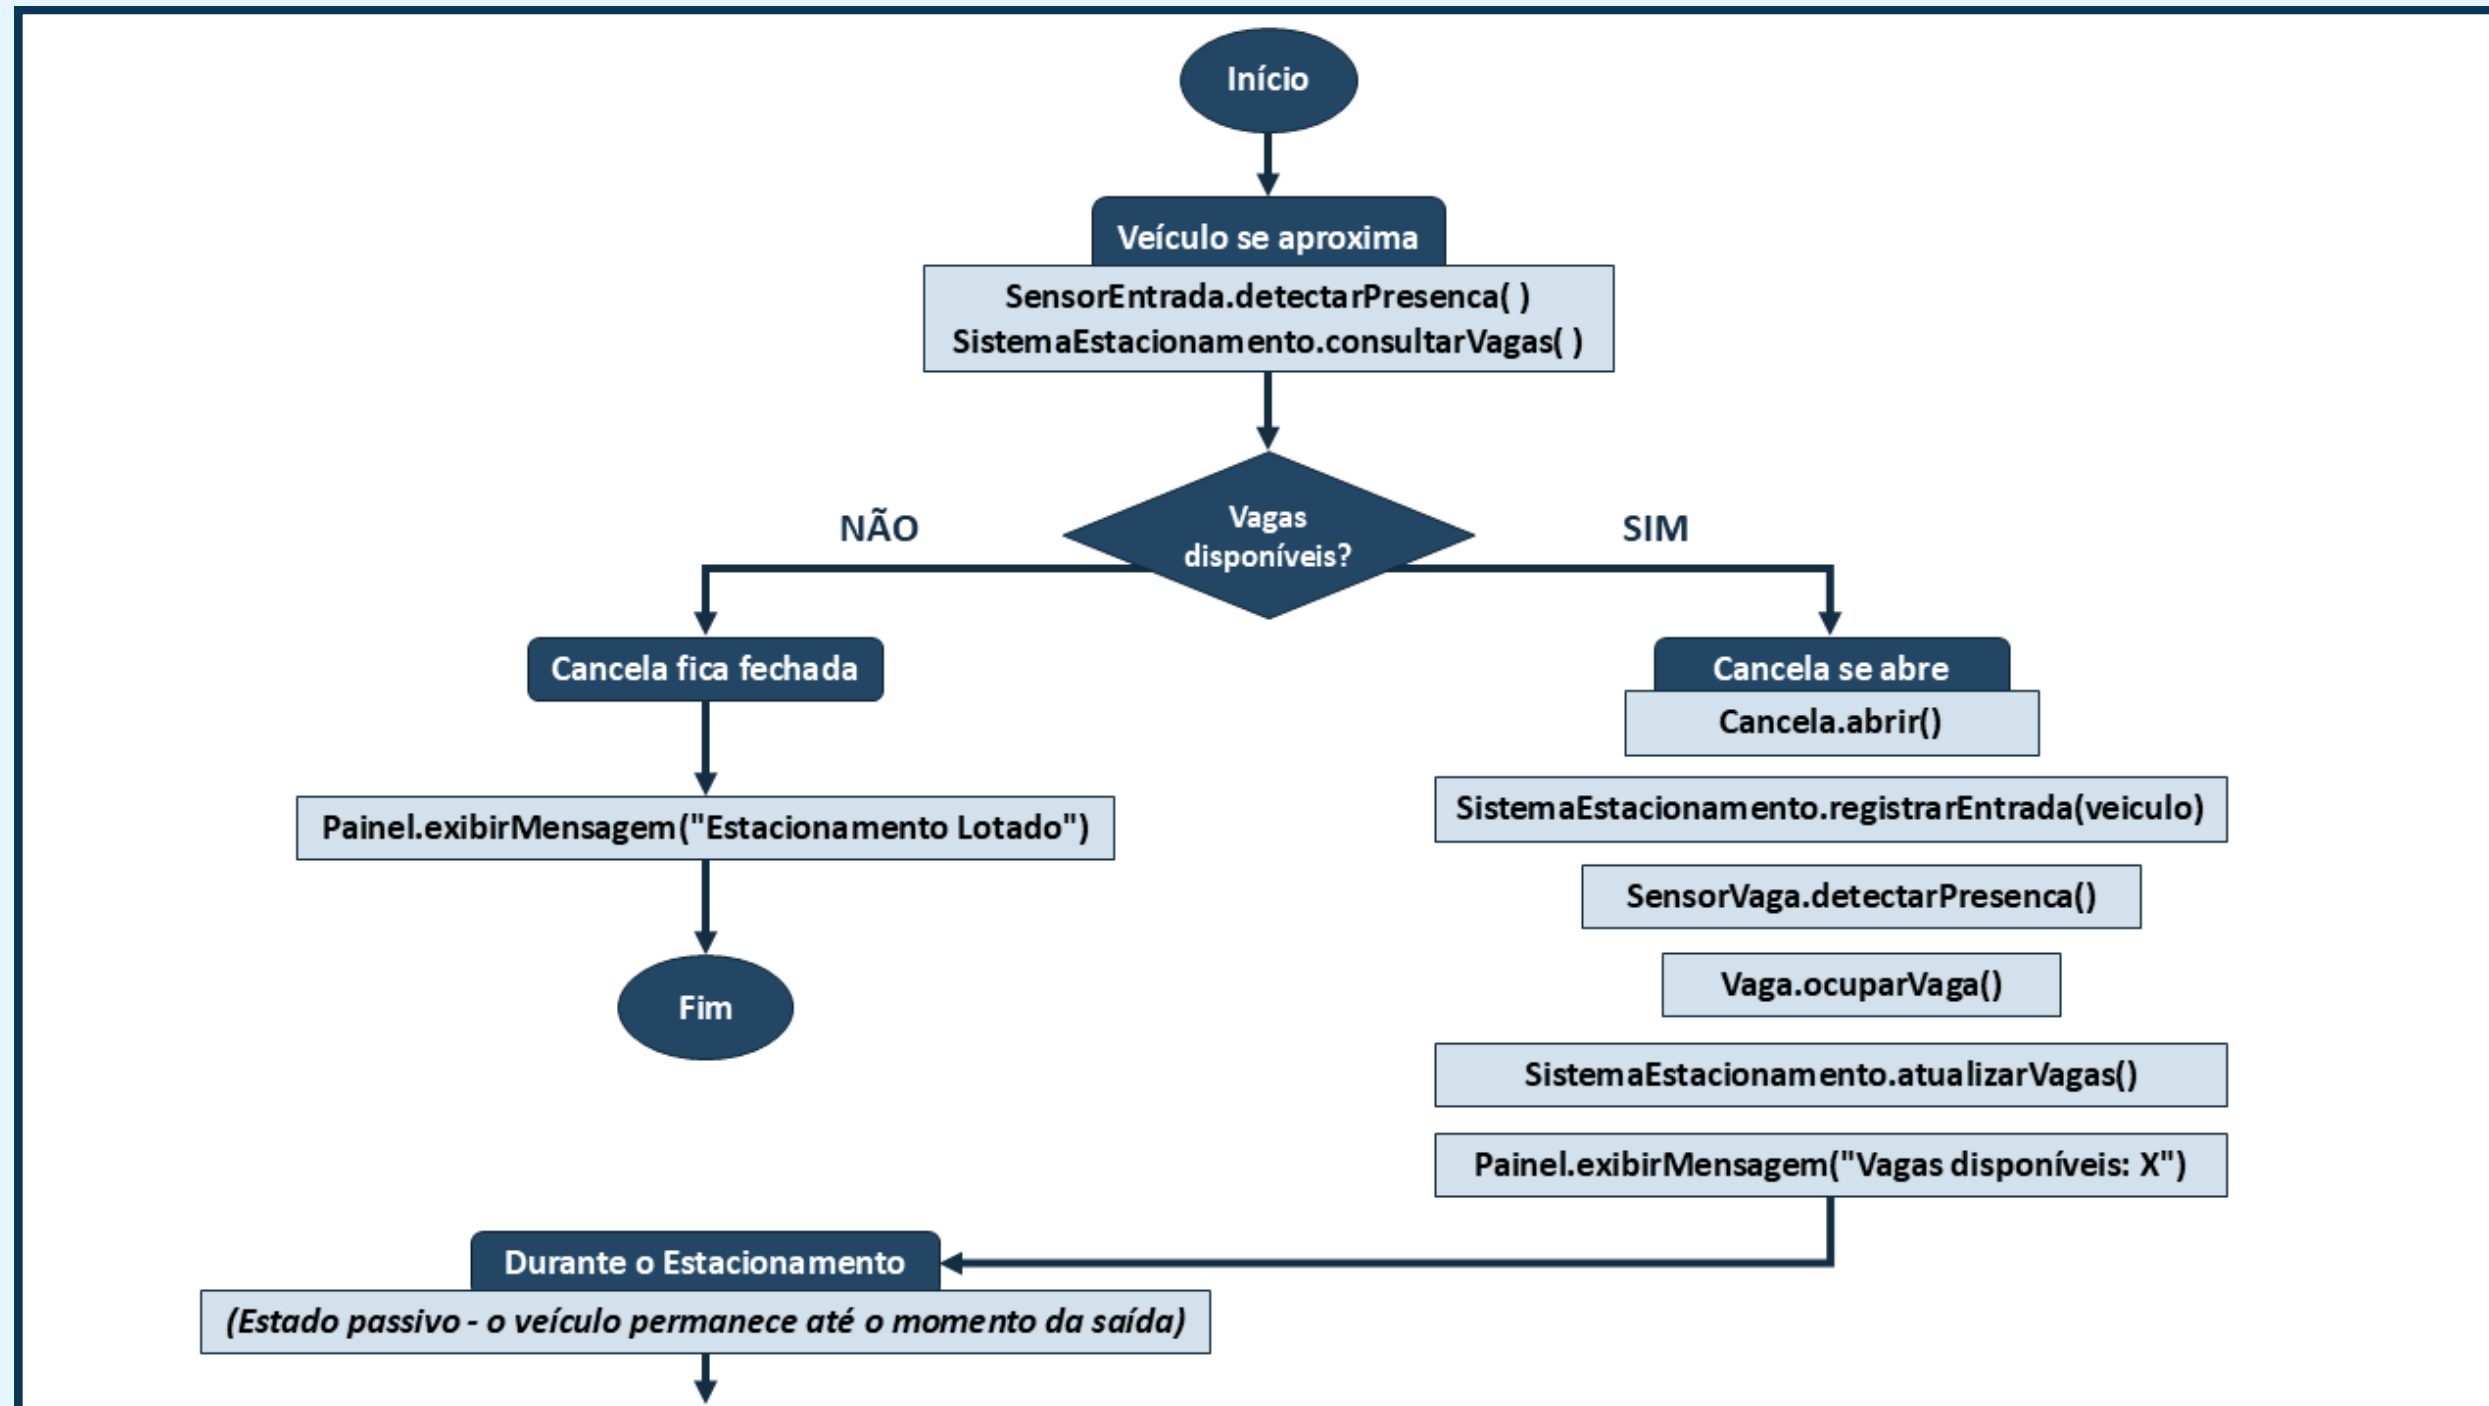 Início
Veículo se aproxima
SensorEntrada.detectarPresenca( )
SistemaEstacionamento.consultarVagas( )
Vagas
disponíveis?
NÃO
SIM
Cancela fica fechada
Painel.exibirMensagem("Estacionamento Lotado")
Fim
Cancela se abre
Cancela.abrir()
SistemaEstacionamento.registrarEntrada(veiculo)
SensorVaga.detectarPresenca()
Vaga.ocuparVaga()
SistemaEstacionamento.atualizarVagas()
Painel.exibirMensagem("Vagas disponíveis: X")
Durante o Estacionamento
(Estado passivo - o veículo permanece até o momento da saída)